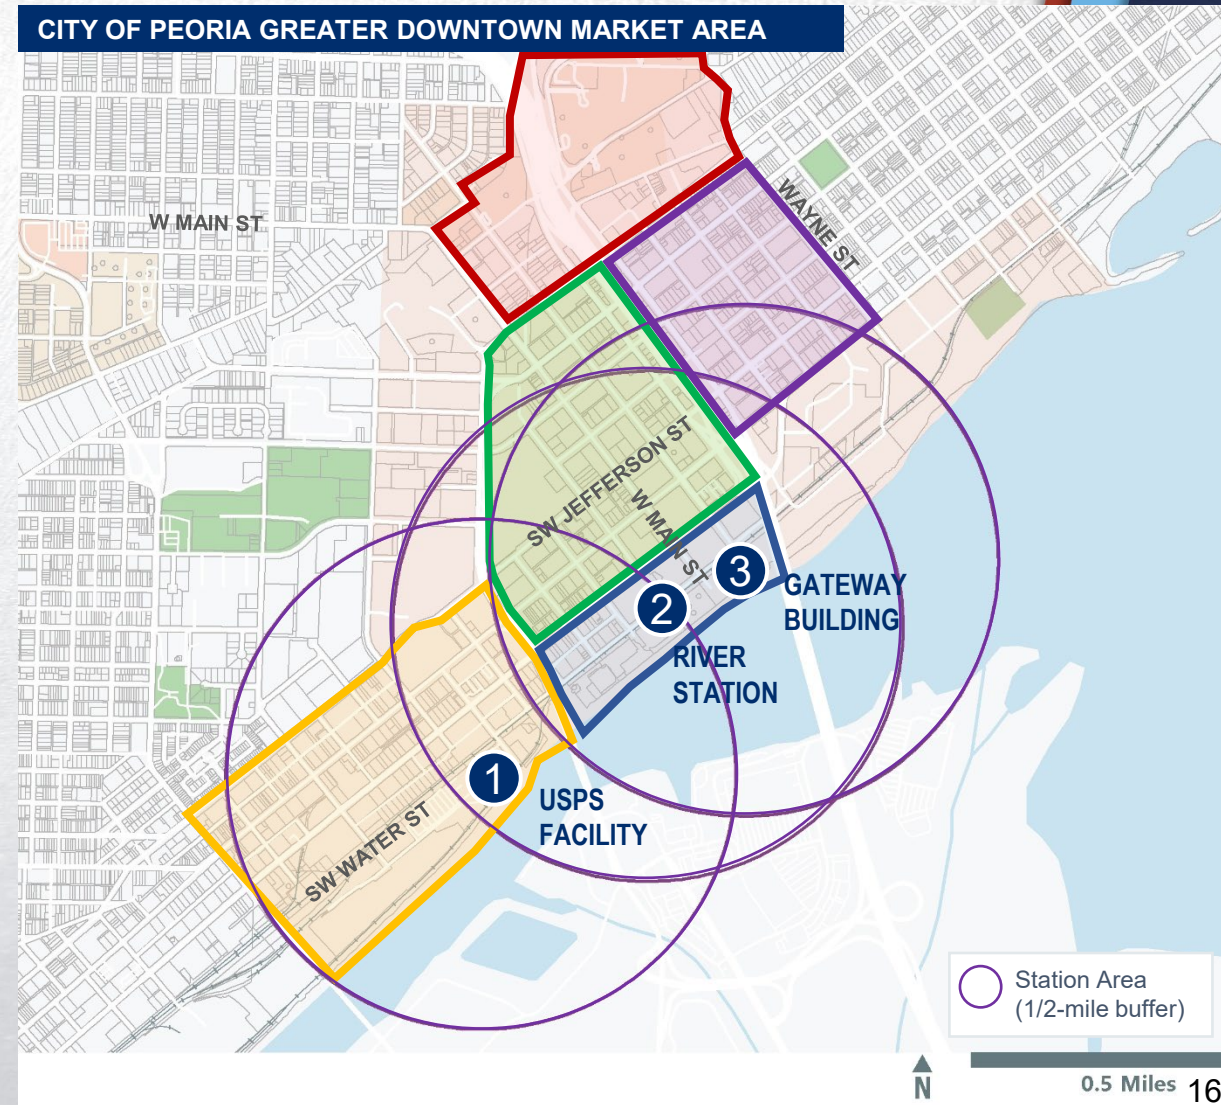 CITY OF PEORIA GREATER DOWNTOWN MARKET AREA
W MAIN ST
WAYNE ST
SW JEFFERSON ST
W MAIN ST
3
GATEWAY
BUILDING
2
RIVER
STATION
1
USPS
FACILITY
SW WATER ST
Station Area
(1/2-mile buffer)
N
0.5 Miles
16